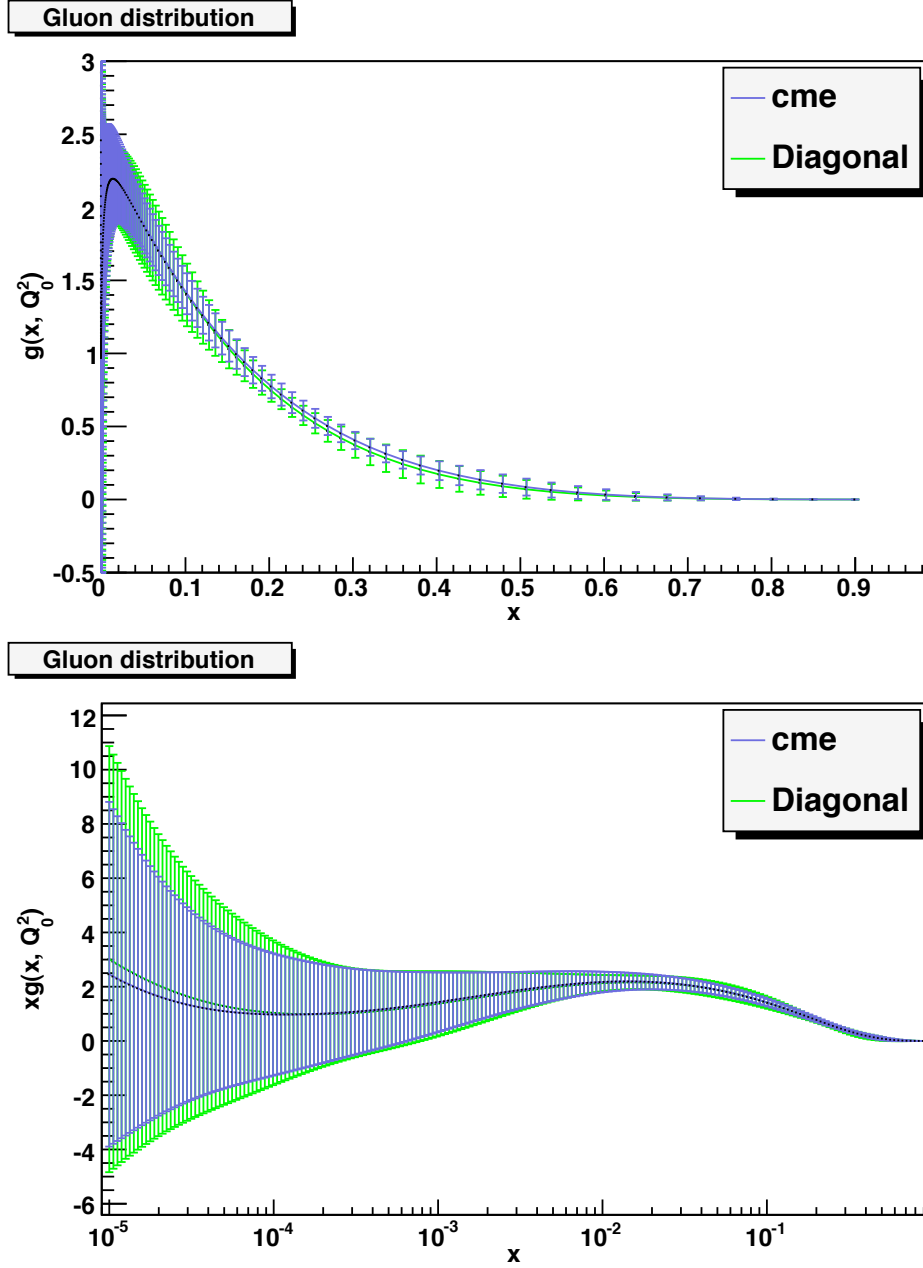 Gluon distribution
3
2.5
2
1.5
1
0.5
0
-0.5
g(x, Q₀²)
cme
Diagonal
0 0.1 0.2 0.3 0.4 0.5 0.6 0.7 0.8 0.9
x
Gluon distribution
12
10
8
6
4
2
0
-2
-4
-6
xg(x, Q₀²)
cme
Diagonal
10⁻⁵ 10⁻⁴ 10⁻³ 10⁻² 10⁻¹
x